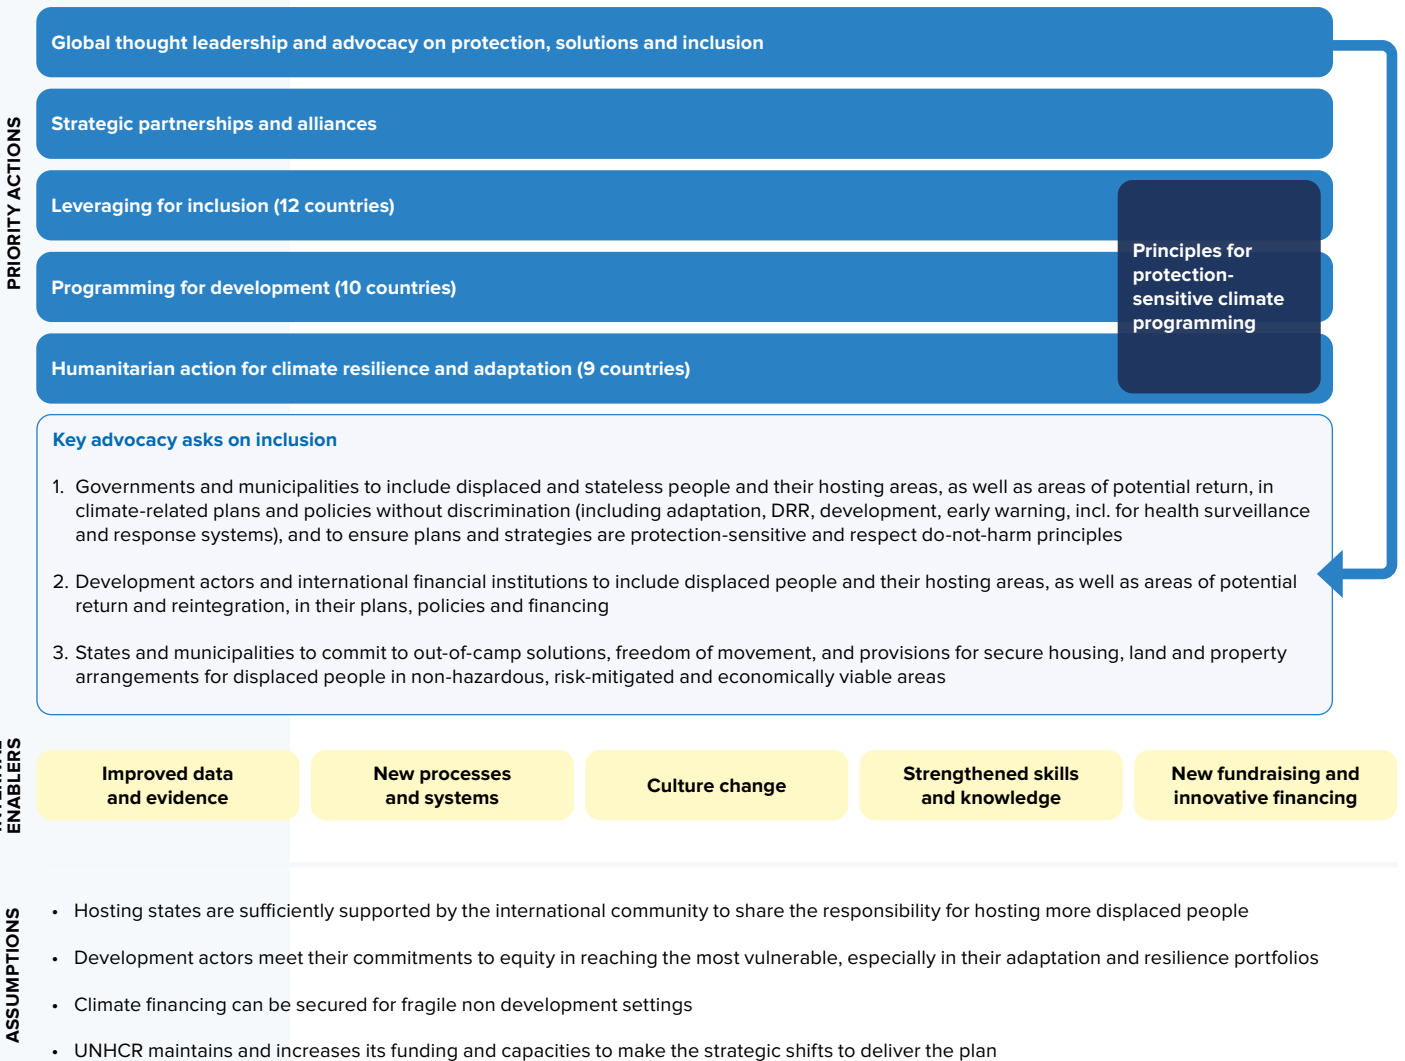 PRIORITY ACTIONS
Global thought leadership and advocacy on protection, solutions and inclusion
Strategic partnerships and alliances
Leveraging for inclusion (12 countries)
Programming for development (10 countries)
Humanitarian action for climate resilience and adaptation (9 countries)
Principles for
protection-
sensitive climate
programming
Key advocacy asks on inclusion
1. Governments and municipalities to include displaced and stateless people and their hosting areas, as well as areas of potential return, in
climate-related plans and policies without discrimination (including adaptation, DRR, development, early warning, incl. for health surveillance
and response systems), and to ensure plans and strategies are protection-sensitive and respect do-not-harm principles
2. Development actors and international financial institutions to include displaced people and their hosting areas, as well as areas of potential
return and reintegration, in their plans, policies and financing
3. States and municipalities to commit to out-of-camp solutions, freedom of movement, and provisions for secure housing, land and property
arrangements for displaced people in non-hazardous, risk-mitigated and economically viable areas
ENABLERS
Improved data
and evidence
New processes
and systems
Culture change
Strengthened skills
and knowledge
New fundraising and
innovative financing
ASSUMPTIONS
• Hosting states are sufficiently supported by the international community to share the responsibility for hosting more displaced people
• Development actors meet their commitments to equity in reaching the most vulnerable, especially in their adaptation and resilience portfolios
• Climate financing can be secured for fragile non development settings
• UNHCR maintains and increases its funding and capacities to make the strategic shifts to deliver the plan